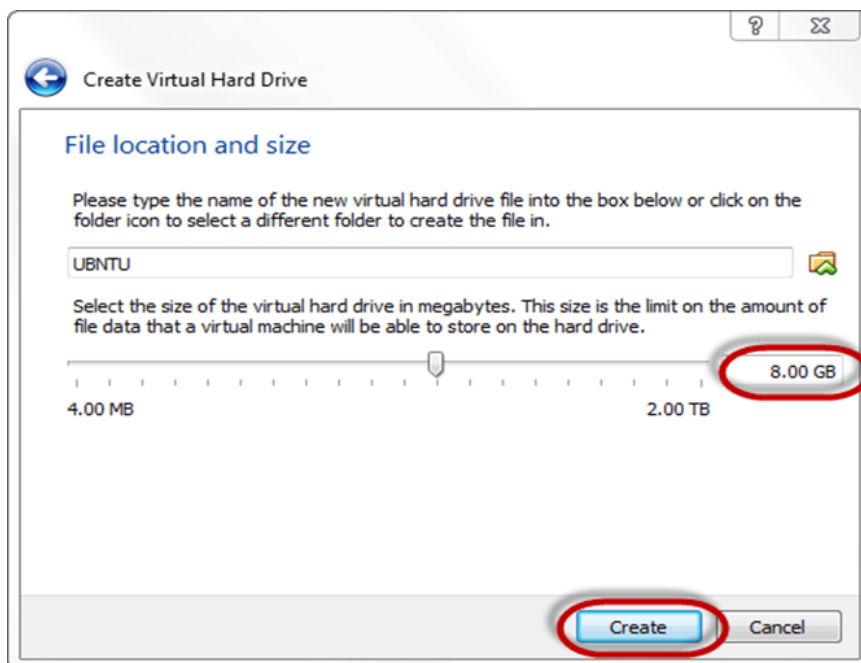 Create Virtual Hard Drive
File location and size
Please type the name of the new virtual hard drive file into the box below or click on the
folder icon to select a different folder to create the file in.
UBNTU
Select the size of the virtual hard drive in megabytes. This size is the limit on the amount of
file data that a virtual machine will be able to store on the hard drive.
8.00 GB
4.00 MB
2.00 TB
Create
Cancel